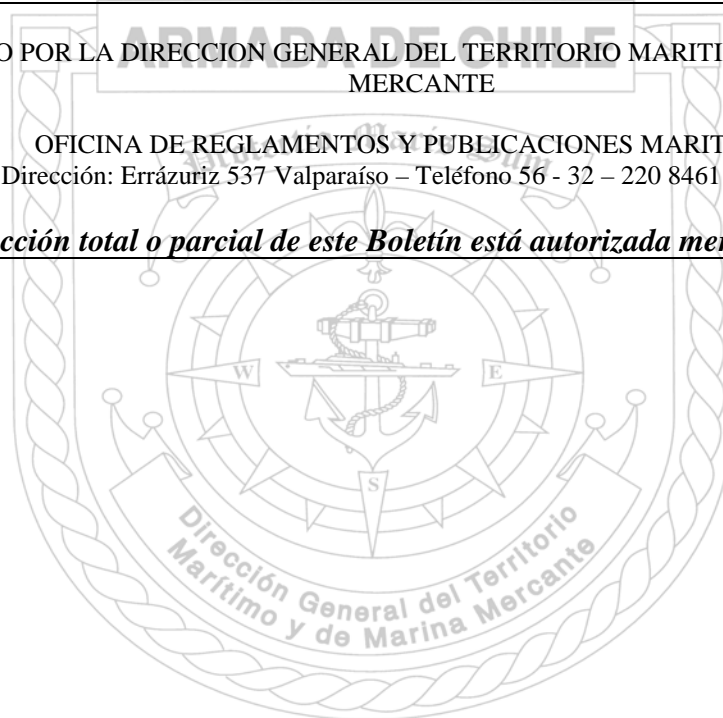 ARMADA DE CHILE
O POR LA DIRECCION GENERAL DEL TERRITORIO MARITI
MERCANTE
OFICINA DE REGLAMENTOS Y PUBLICACIONES MARIT
Dirección: Errázuriz 537 Valparaíso – Teléfono 56 - 32 – 220 8461
cción total o parcial de este Boletín está autorizada me
W
E
S
Dirección General del Territorio
Marítimo y de Marina Mercante